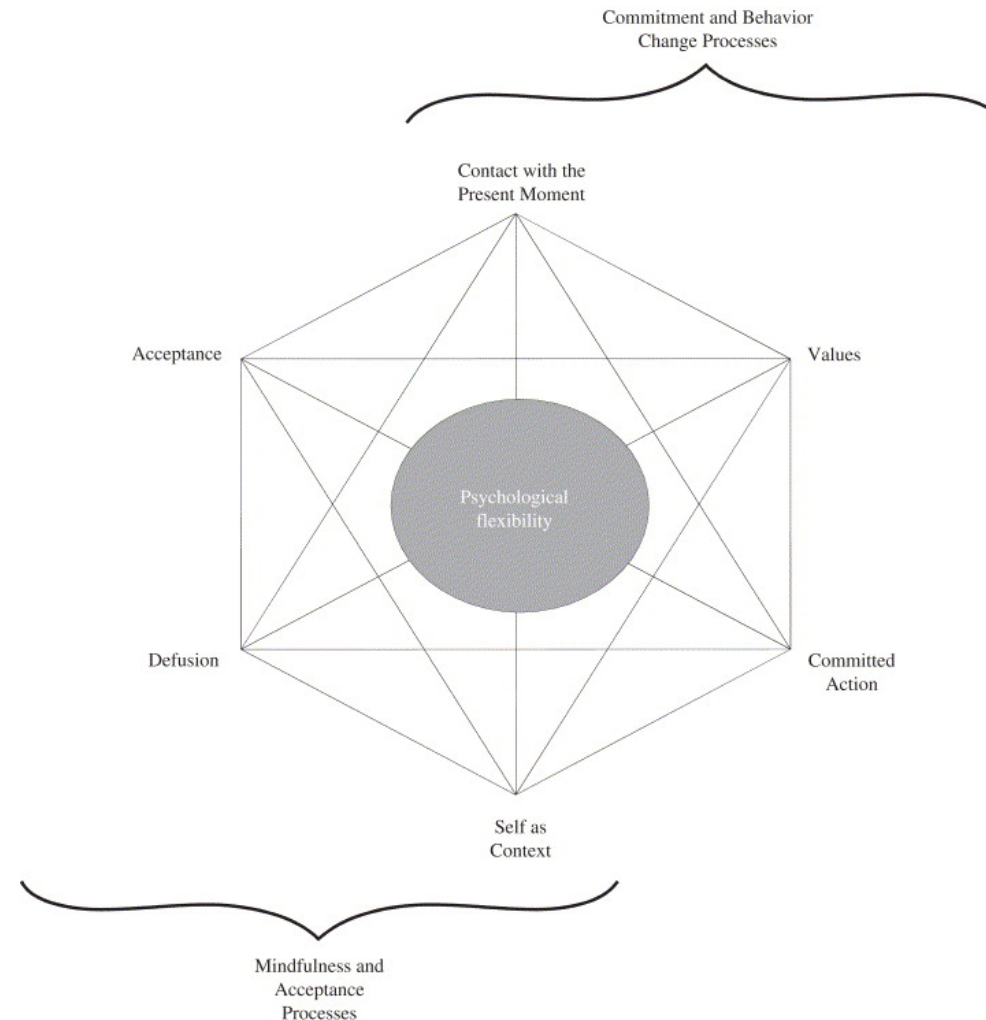 Commitment and Behavior
Change Processes
Contact with the
Present Moment
Acceptance
Values
Psychological
flexibility
Defusion
Committed
Action
Self as
Context
Mindfulness and
Acceptance
Processes